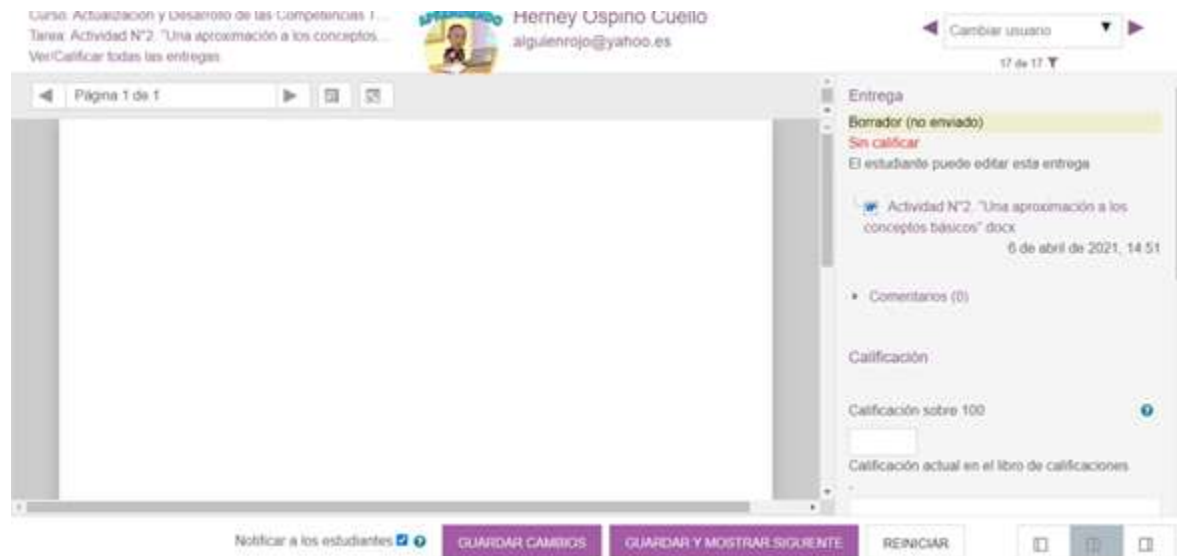 Curso: Actualización y Desarrollo de las Competencias T...
Tarea: Actividad N°2. "Una aproximación a los conceptos...
Ver/Calificar todas las entregas
APRENDIENDO
Herney Ospino Cuello
alguienrojo@yahoo.es
Cambiar usuario
17 de 17
Página 1 de 1
Entrega
Borrador (no enviado)
Sin calificar
El estudiante puede editar esta entrega
Actividad N°2. "Una aproximación a los
conceptos básicos" docx
6 de abril de 2021, 14:51
Comentarios (0)
Calificación
Calificación sobre 100
Calificación actual en el libro de calificaciones
-
Notificar a los estudiantes
GUARDAR CAMBIOS
GUARDAR Y MOSTRAR SIGUIENTE
REINICIAR